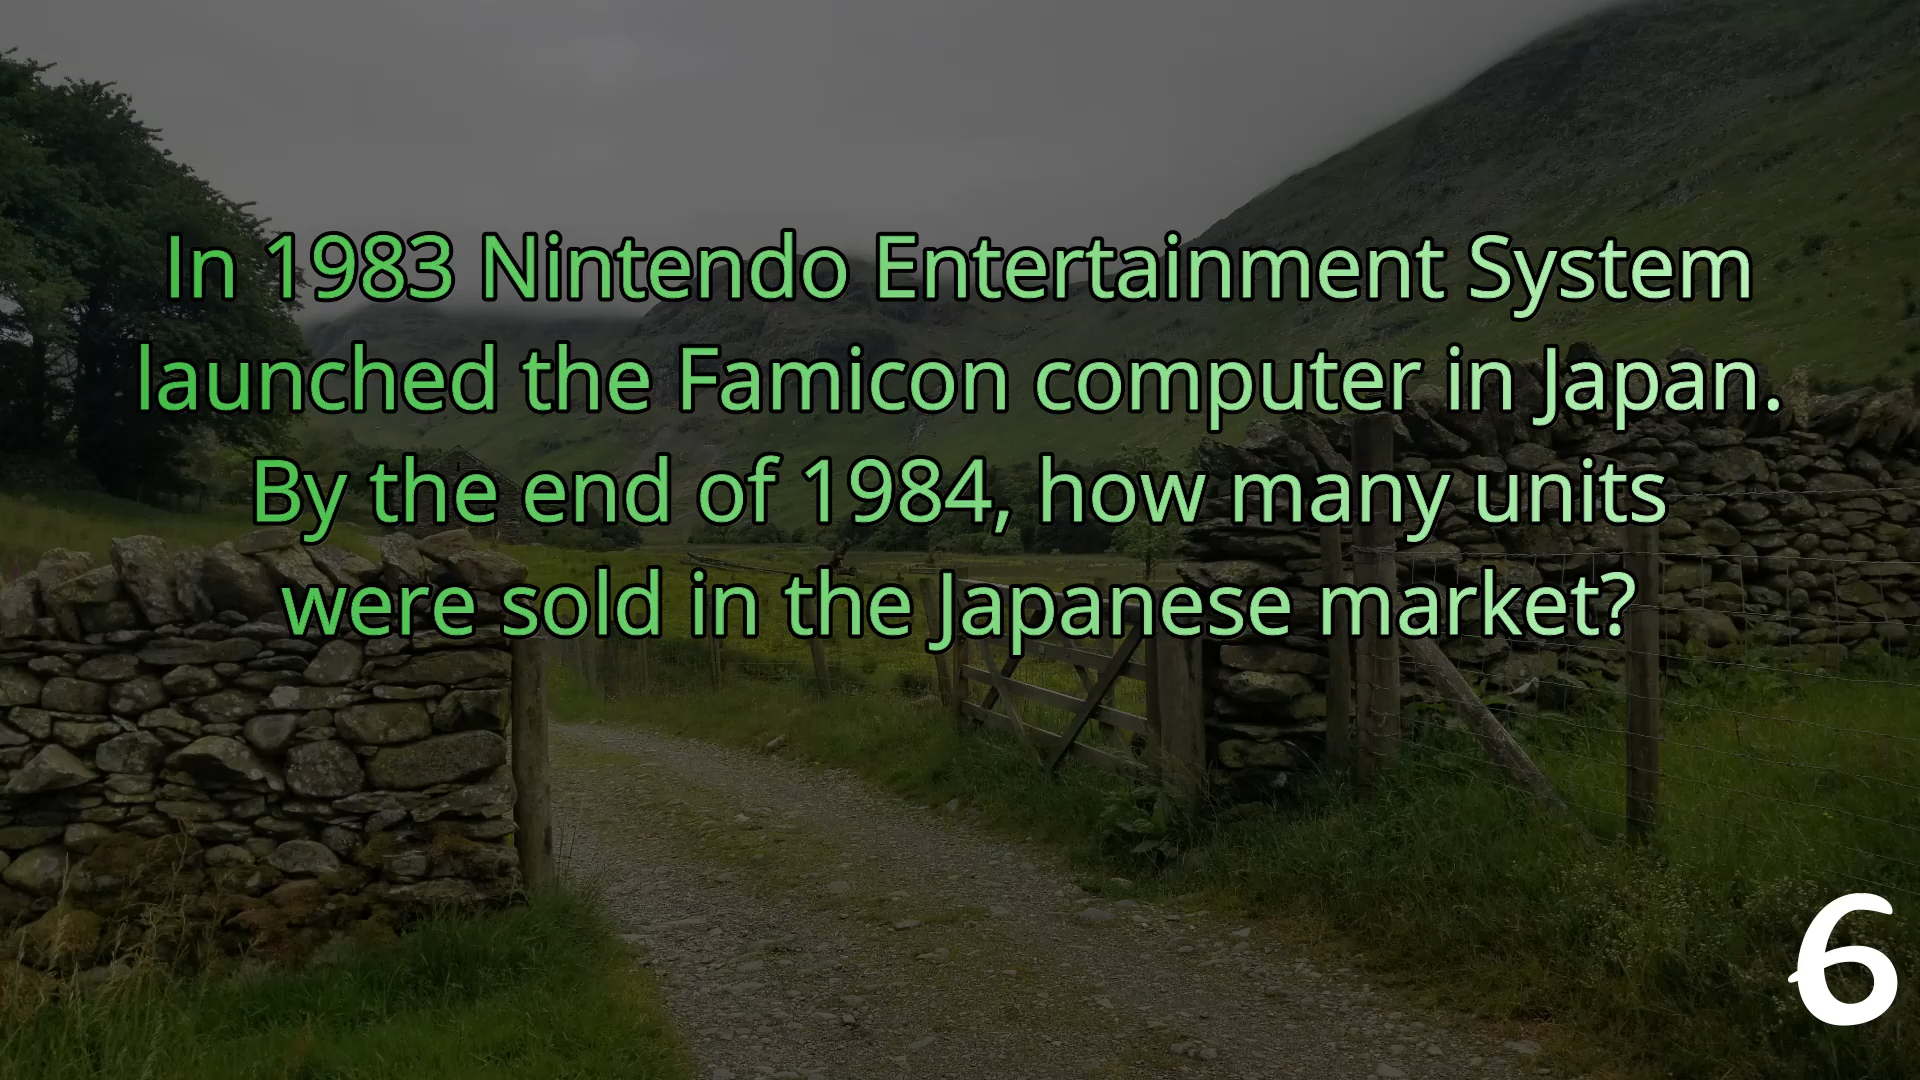 In 1983 Nintendo Entertainment System
launched the Famicon computer in Japan.
By the end of 1984, how many units
were sold in the Japanese market?
6